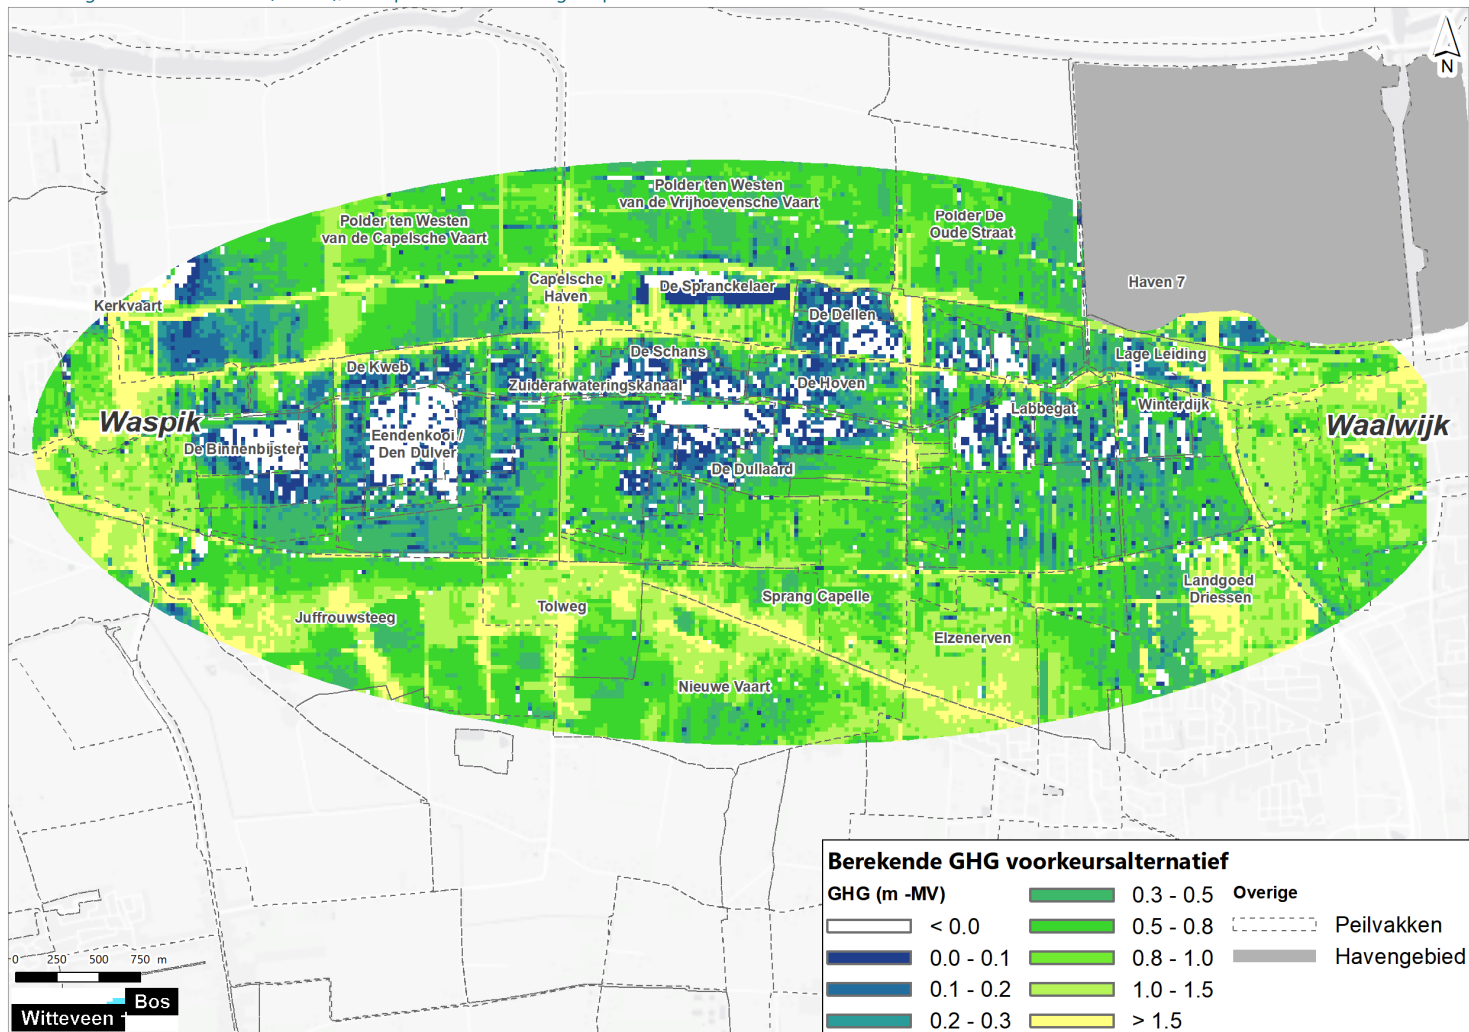 N
Polder ten Westen
van de Vrijhoevensche Vaart
Polder ten Westen
van de Capelsche Vaart
Polder De
Oude Straat
Capelsche
Haven
De Spranckelaer
Haven 7
Kerkvaart
De Dellen
De Schans
Lage Leiding
De Kweb
Zuiderafwateringskanaal
De Hoven
Labbegat
Winterdijk
Waspik
Waalwijk
De Binnenbijster
Eendenkooi /
Den Dulver
De Dullaard
Landgoed
Driessen
Sprang Capelle
Juffrouwsteeg
Tolweg
Elzenerven
Nieuwe Vaart
Berekende GHG voorkeursalternatief
GHG (m -MV)
< 0.0
0.0 - 0.1
0.1 - 0.2
0.2 - 0.3
0.3 - 0.5
0.5 - 0.8
0.8 - 1.0
1.0 - 1.5
> 1.5
Overige
Peilvakken
Havengebied
0 250 500 750 m
Witteveen + Bos